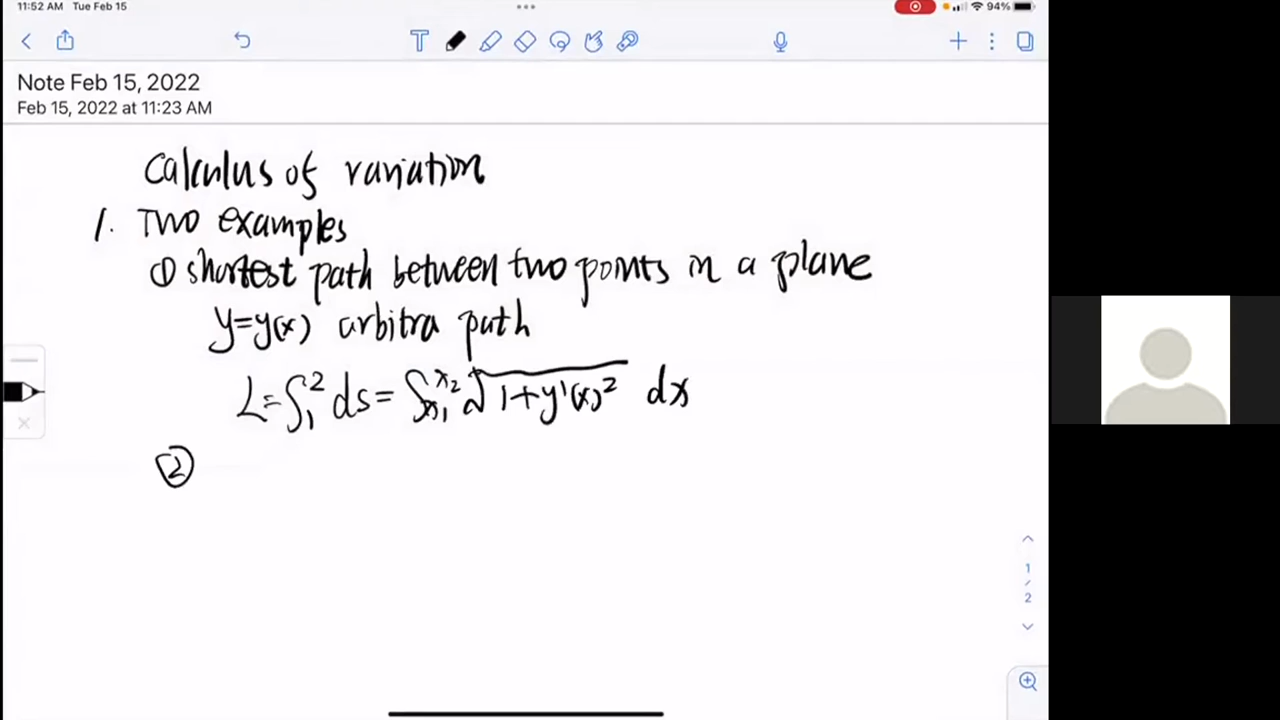 11:52 AM Tue Feb 15
94%
Note Feb 15, 2022
Feb 15, 2022 at 11:23 AM
Calculus of variation
1. Two examples
① shortest path between two points in a plane
y=y(x) arbitra path
L=∫₁² ds = ∫ₓ₁ˣ² √(1+y'(x)²) dx
②
1
/
2